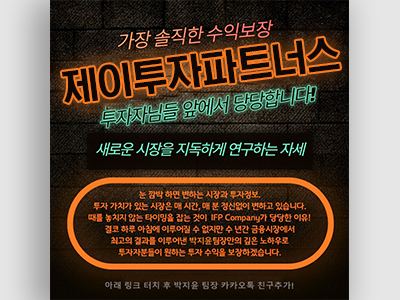 가장 솔직한 수익보장
제이투자파트너스
투자자님들 앞에서 당당합니다!
새로운 시장을 지독하게 연구하는 자세
눈 깜박 하면 변하는 시장과 투자정보.
투자 가치가 있는 시장은 매 시간, 매 분 정신없이 변하고 있습니다.
때를 놓치지 않는 타이밍을 잡는 것이 IFP Company가 당당한 이유!
결코 하루 아침에 이루어질 수 없지만 수 년간 금융시장에서
최고의 결과를 이루어낸 박지윤팀장만의 깊은 노하우로
투자자분들이 원하는 투자 수익을 보장하겠습니다.
아래 링크 터치 후 박지윤 팀장 카카오톡 친구추가!